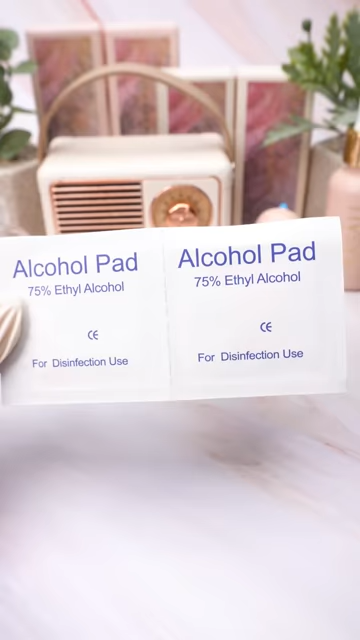 Alcohol Pad
75% Ethyl Alcohol
CE
For Disinfection Use
Alcohol Pad
75% Ethyl Alcohol
CE
For Disinfection Use